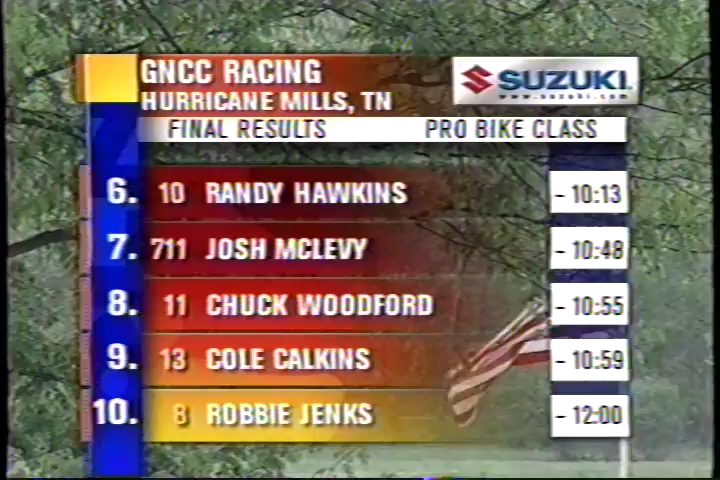 GNCC RACING
HURRICANE MILLS, TN
SUZUKI
www.suzuki.com
FINAL RESULTS PRO BIKE CLASS
6. 10 RANDY HAWKINS - 10:13
7. 711 JOSH MCLEVY - 10:48
8. 11 CHUCK WOODFORD - 10:55
9. 13 COLE CALKINS - 10:59
10. 8 ROBBIE JENKS - 12:00